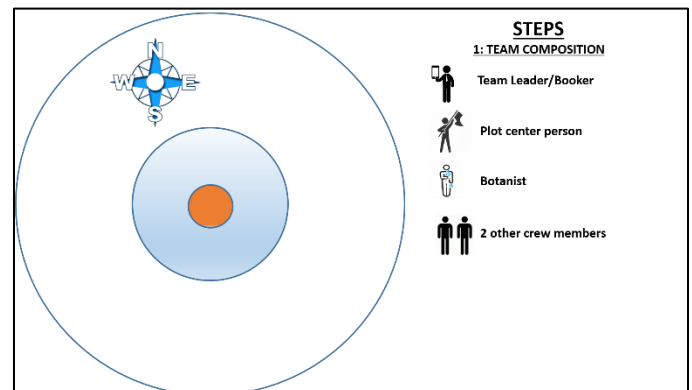 STEPS
1: TEAM COMPOSITION
N
W E
S
Team Leader/Booker
Plot center person
Botanist
2 other crew members